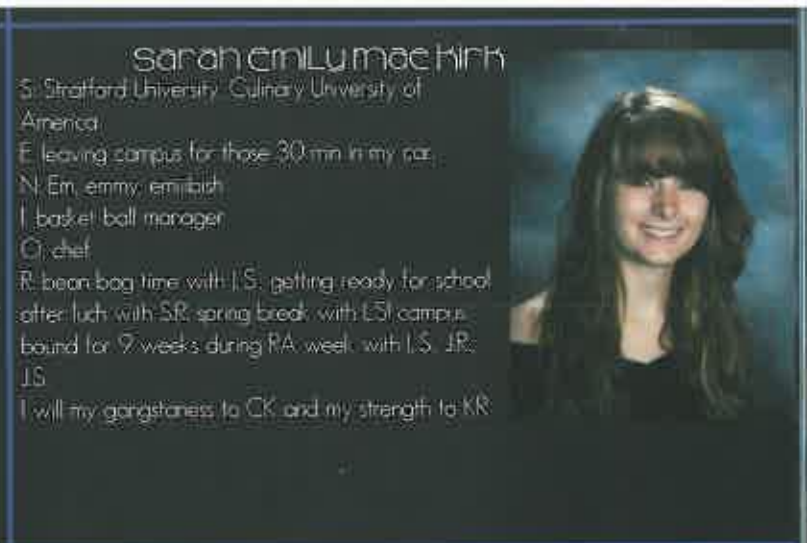 sarah emily mae kirk
S: Stratford University, Culinary University of
America
E: leaving campus for those 30 min in my car
N: Em, emmy, emiibish
I: basket ball manager
O: chef
R: bean bag time with I.S. getting ready for school
after luch with S.R. spring break with LS! campus
bound for 9 weeks during RA week with I.S. J.R.
J.S.
I will my gangstaness to CK and my strength to KR